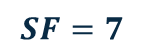 SF = 7